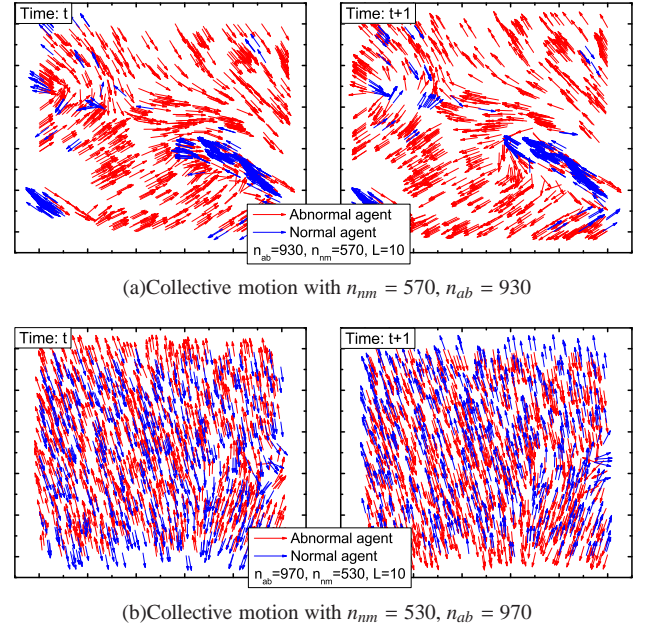 Time: t
Time: t+1
Abnormal agent
Normal agent
n_ab=930, n_nm=570, L=10
(a)Collective motion with n_nm = 570, n_ab = 930
Time: t
Time: t+1
Abnormal agent
Normal agent
n_ab=970, n_nm=530, L=10
(b)Collective motion with n_nm = 530, n_ab = 970